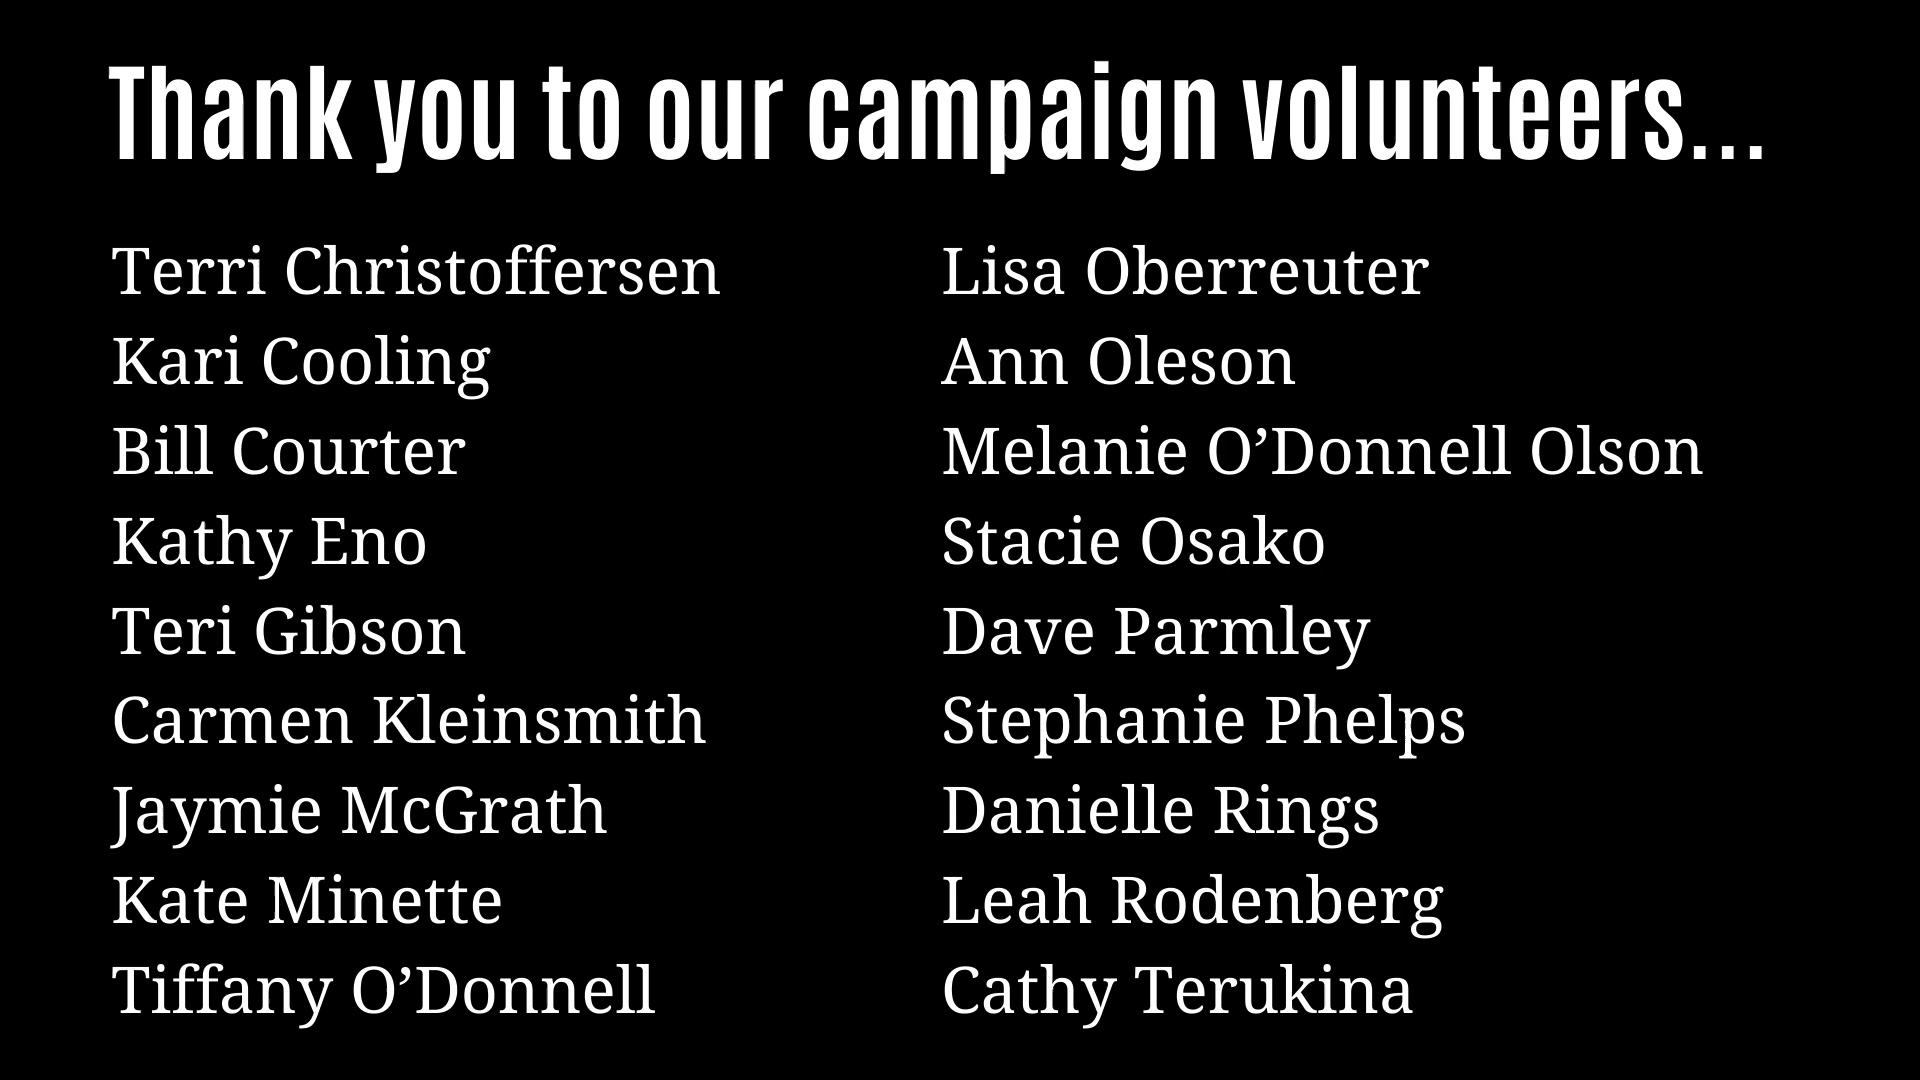 Thank you to our campaign volunteers...
Terri Christoffersen
Kari Cooling
Bill Courter
Kathy Eno
Teri Gibson
Carmen Kleinsmith
Jaymie McGrath
Kate Minette
Tiffany O’Donnell
Lisa Oberreuter
Ann Oleson
Melanie O’Donnell Olson
Stacie Osako
Dave Parmley
Stephanie Phelps
Danielle Rings
Leah Rodenberg
Cathy Terukina